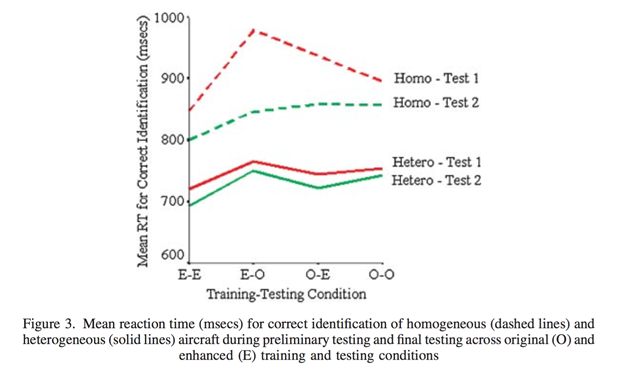 Mean RT for Correct Identification (msecs)
1000
900
800
700
600
Homo - Test 1
Homo - Test 2
Hetero - Test 1
Hetero - Test 2
E-E E-O O-E O-O
Training-Testing Condition
Figure 3. Mean reaction time (msecs) for correct identification of homogeneous (dashed lines) and
heterogeneous (solid lines) aircraft during preliminary testing and final testing across original (O) and
enhanced (E) training and testing conditions